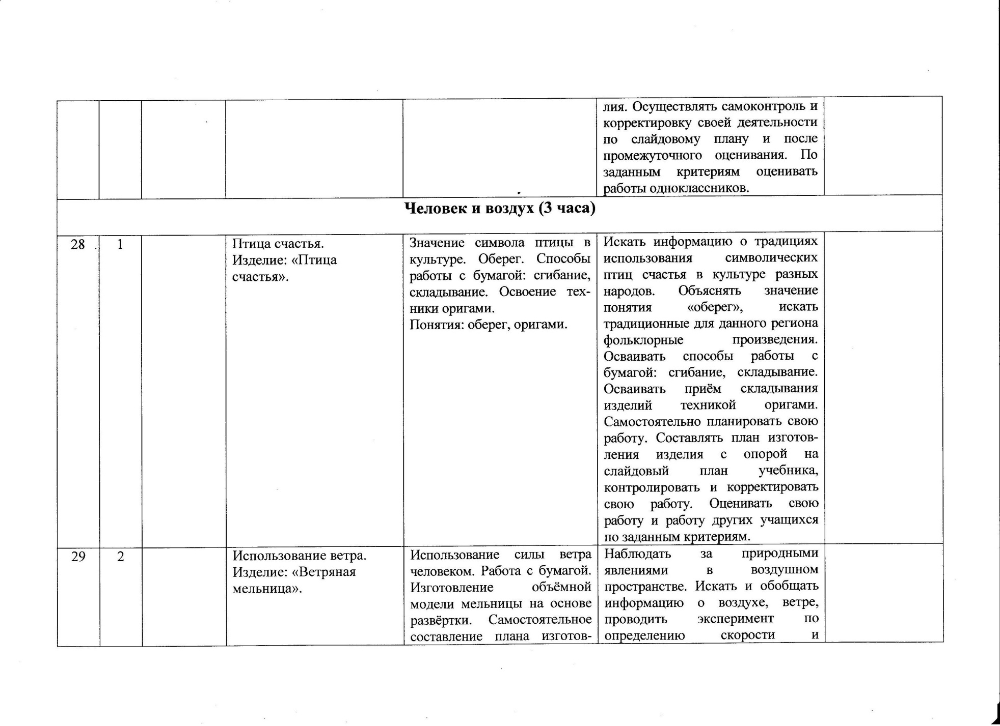 лия. Осуществлять самоконтроль и
корректировку своей деятельности
по слайдовому плану и после
промежуточного оценивания. По
заданным критериям оценивать
работы одноклассников.
Человек и воздух (3 часа)
28
1
Птица счастья.
Изделие: «Птица
счастья».
Значение символа птицы в
культуре. Оберег. Способы
работы с бумагой: сгибание,
складывание. Освоение тех-
ники оригами.
Понятия: оберег, оригами.
Искать информацию о традициях
использования символических
птиц счастья в культуре разных
народов. Объяснять значение
понятия «оберег», искать
традиционные для данного региона
фольклорные произведения.
Осваивать способы работы с
бумагой: сгибание, складывание.
Осваивать приём складывания
изделий техникой оригами.
Самостоятельно планировать свою
работу. Составлять план изготов-
ления изделия с опорой на
слайдовый план учебника,
контролировать и корректировать
свою работу. Оценивать свою
работу и работу других учащихся
по заданным критериям.
29
2
Использование ветра.
Изделие: «Ветряная
мельница».
Использование силы ветра
человеком. Работа с бумагой.
Изготовление объёмной
модели мельницы на основе
развёртки. Самостоятельное
составление плана изготов-
Наблюдать за природными
явлениями в воздушном
пространстве. Искать и обобщать
информацию о воздухе, ветре,
проводить эксперимент по
определению скорости и